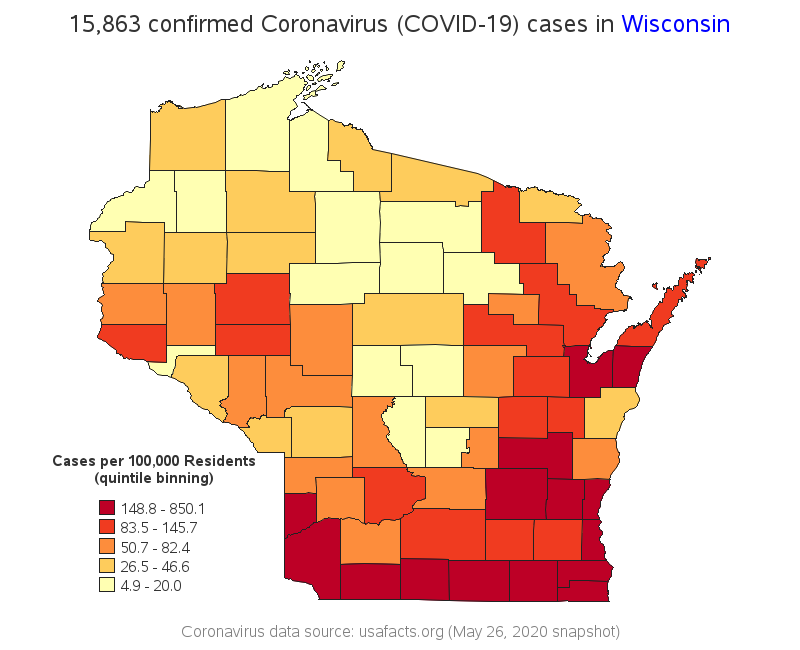 15,863 confirmed Coronavirus (COVID-19) cases in Wisconsin
Cases per 100,000 Residents
(quintile binning)
148.8 - 850.1
83.5 - 145.7
50.7 - 82.4
26.5 - 46.6
4.9 - 20.0
Coronavirus data source: usafacts.org (May 26, 2020 snapshot)